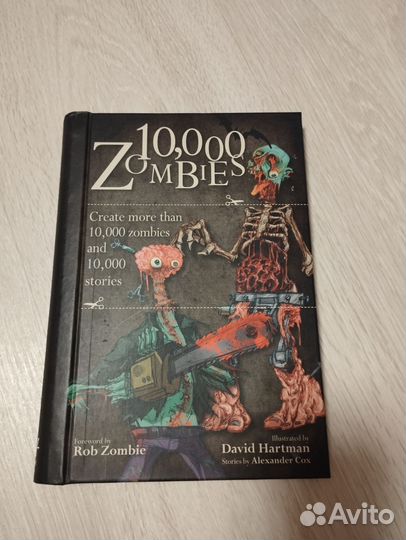 10,000
ZOMBIES
Create more than
10,000 zombies
and
10,000
stories
Foreword by
Rob Zombie
Illustrated by
David Hartman
Stories by Alexander Cox
Avito